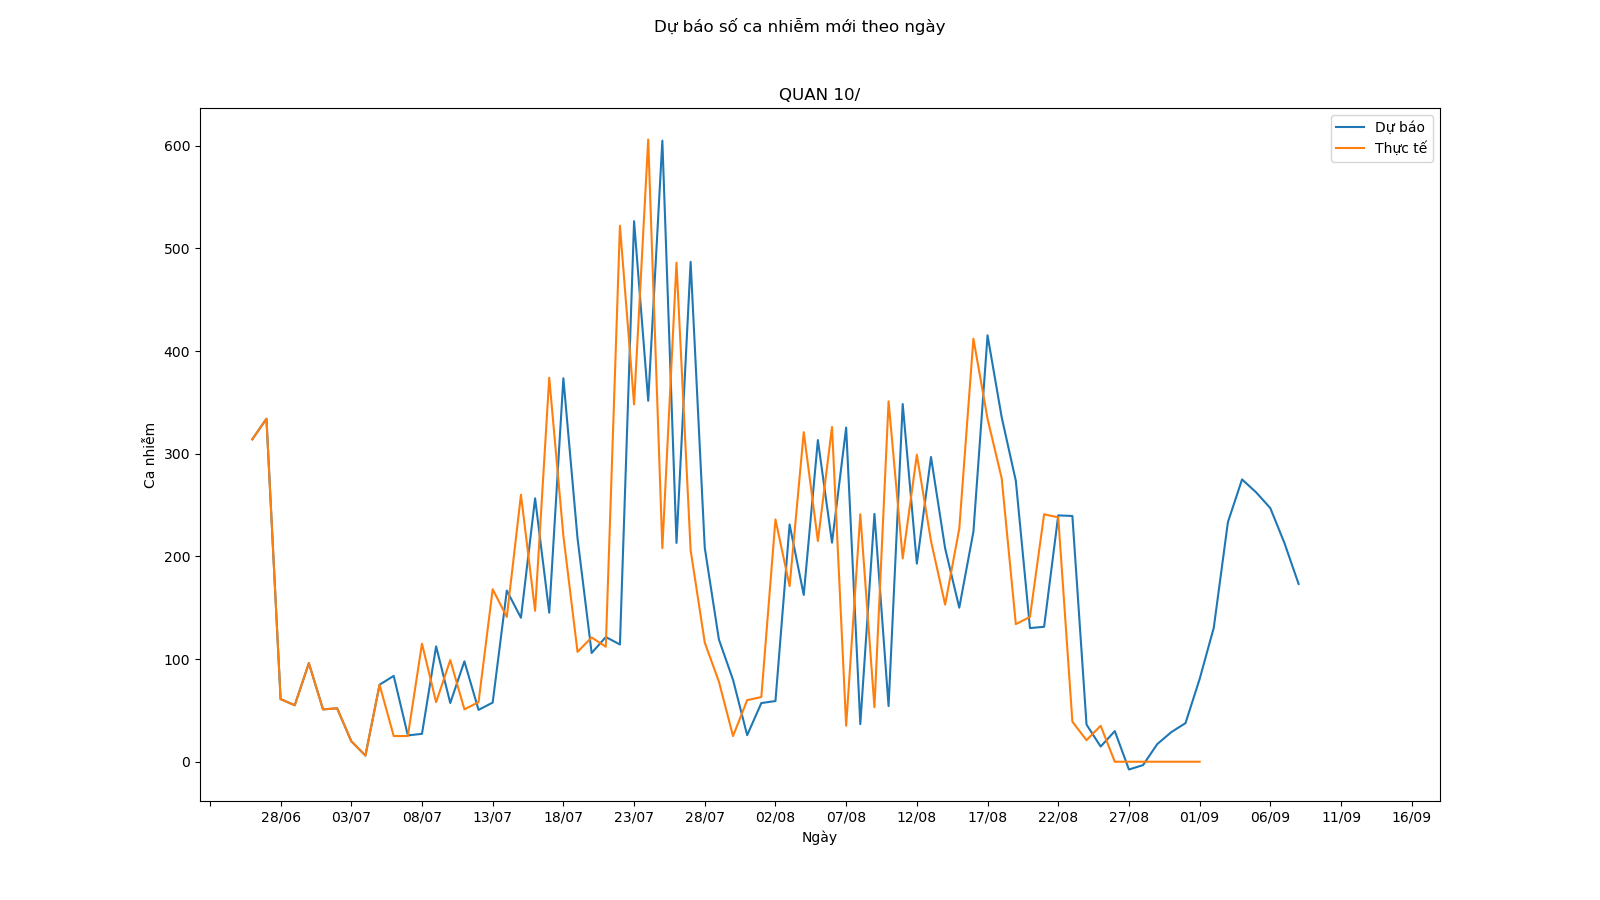 Dự báo số ca nhiễm mới theo ngày
QUAN 10/
Dự báo
Thực tế
Ca nhiễm
600
500
400
300
200
100
0
28/06 03/07 08/07 13/07 18/07 23/07 28/07 02/08 07/08 12/08 17/08 22/08 27/08 01/09 06/09 11/09 16/09
Ngày